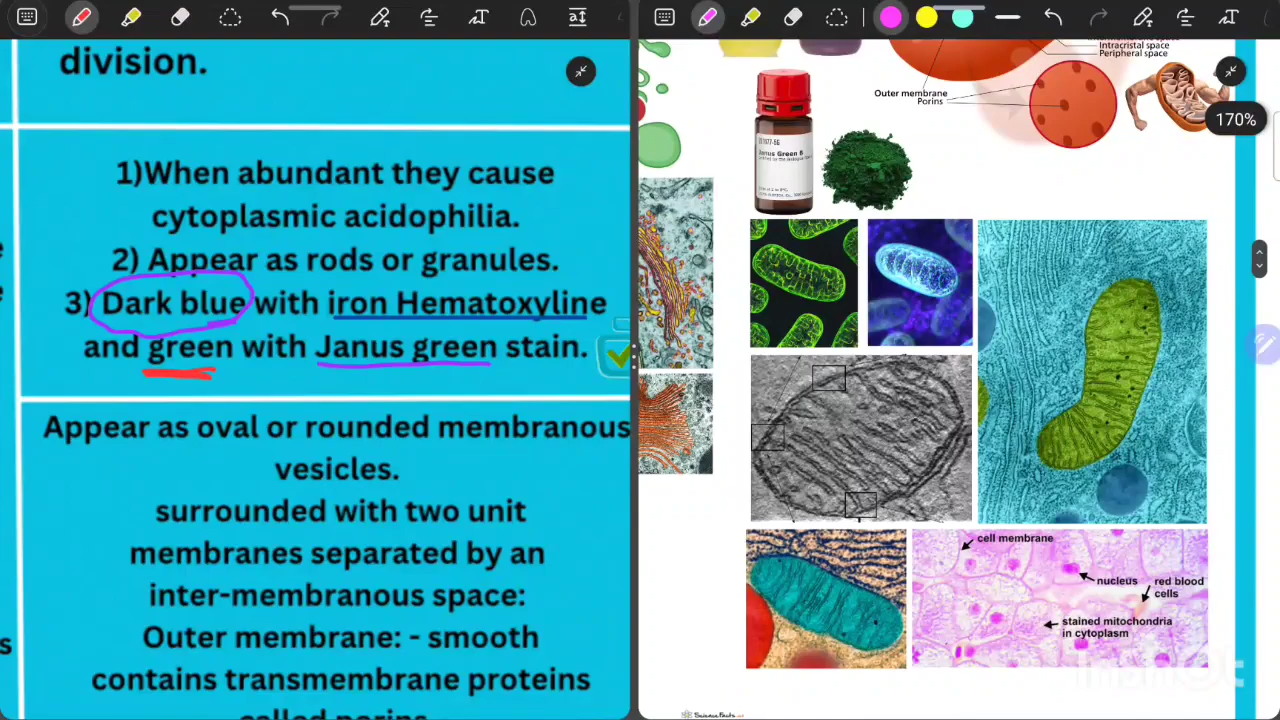 division.
1)When abundant they cause
cytoplasmic acidophilia.
2) Appear as rods or granules.
3) Dark blue with iron Hematoxyline
and green with Janus green stain.
Appear as oval or rounded membranous
vesicles.
surrounded with two unit
membranes separated by an
inter-membranous space:
Outer membrane: - smooth
contains transmembrane proteins
called porins
Intracristal space
Peripheral space
Outer membrane
Porins
170%
Janus Green B
cell membrane
nucleus
red blood
cells
stained mitochondria
in cytoplasm
ScienceFacts